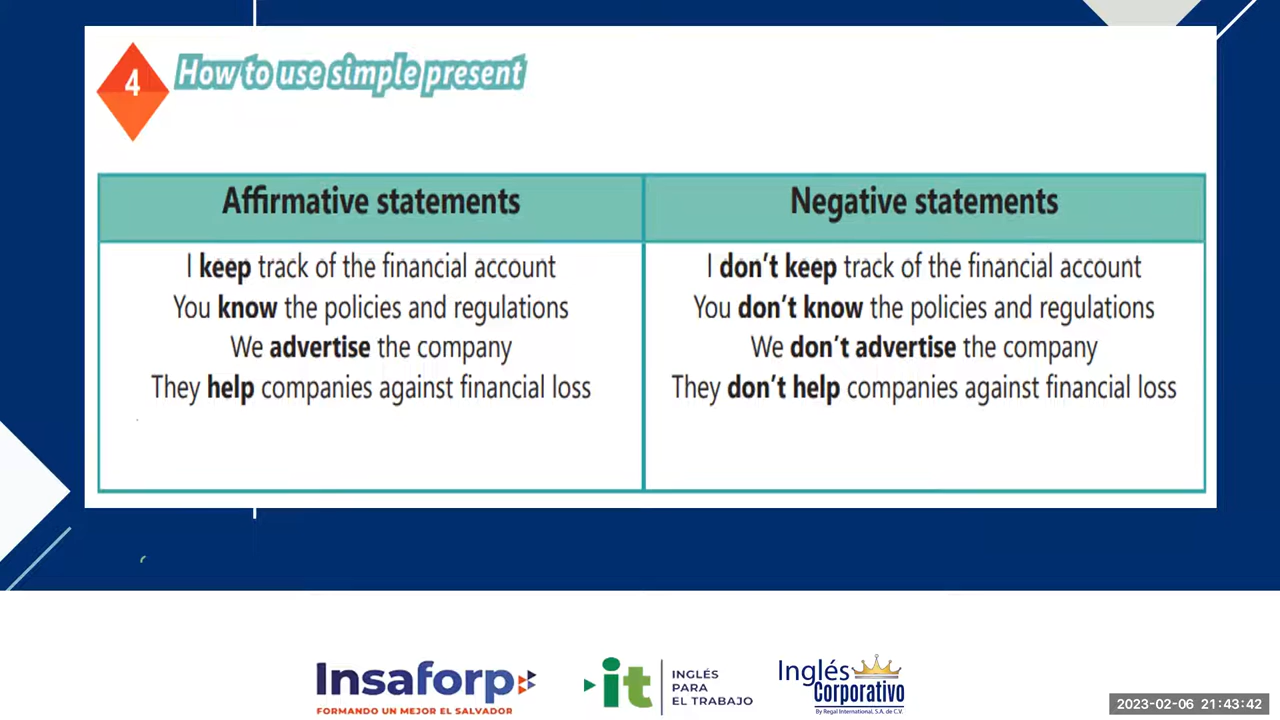 4
How to use simple present
Affirmative statements
Negative statements
I keep track of the financial account
You know the policies and regulations
We advertise the company
They help companies against financial loss
I don't keep track of the financial account
You don't know the policies and regulations
We don't advertise the company
They don't help companies against financial loss
Insaforp
FORMANDO UN MEJOR EL SALVADOR
it
INGLÉS
PARA
EL TRABAJO
Inglés
Corporativo
By Regal International, S.A. de C.V.
2023-02-06 21:43:42